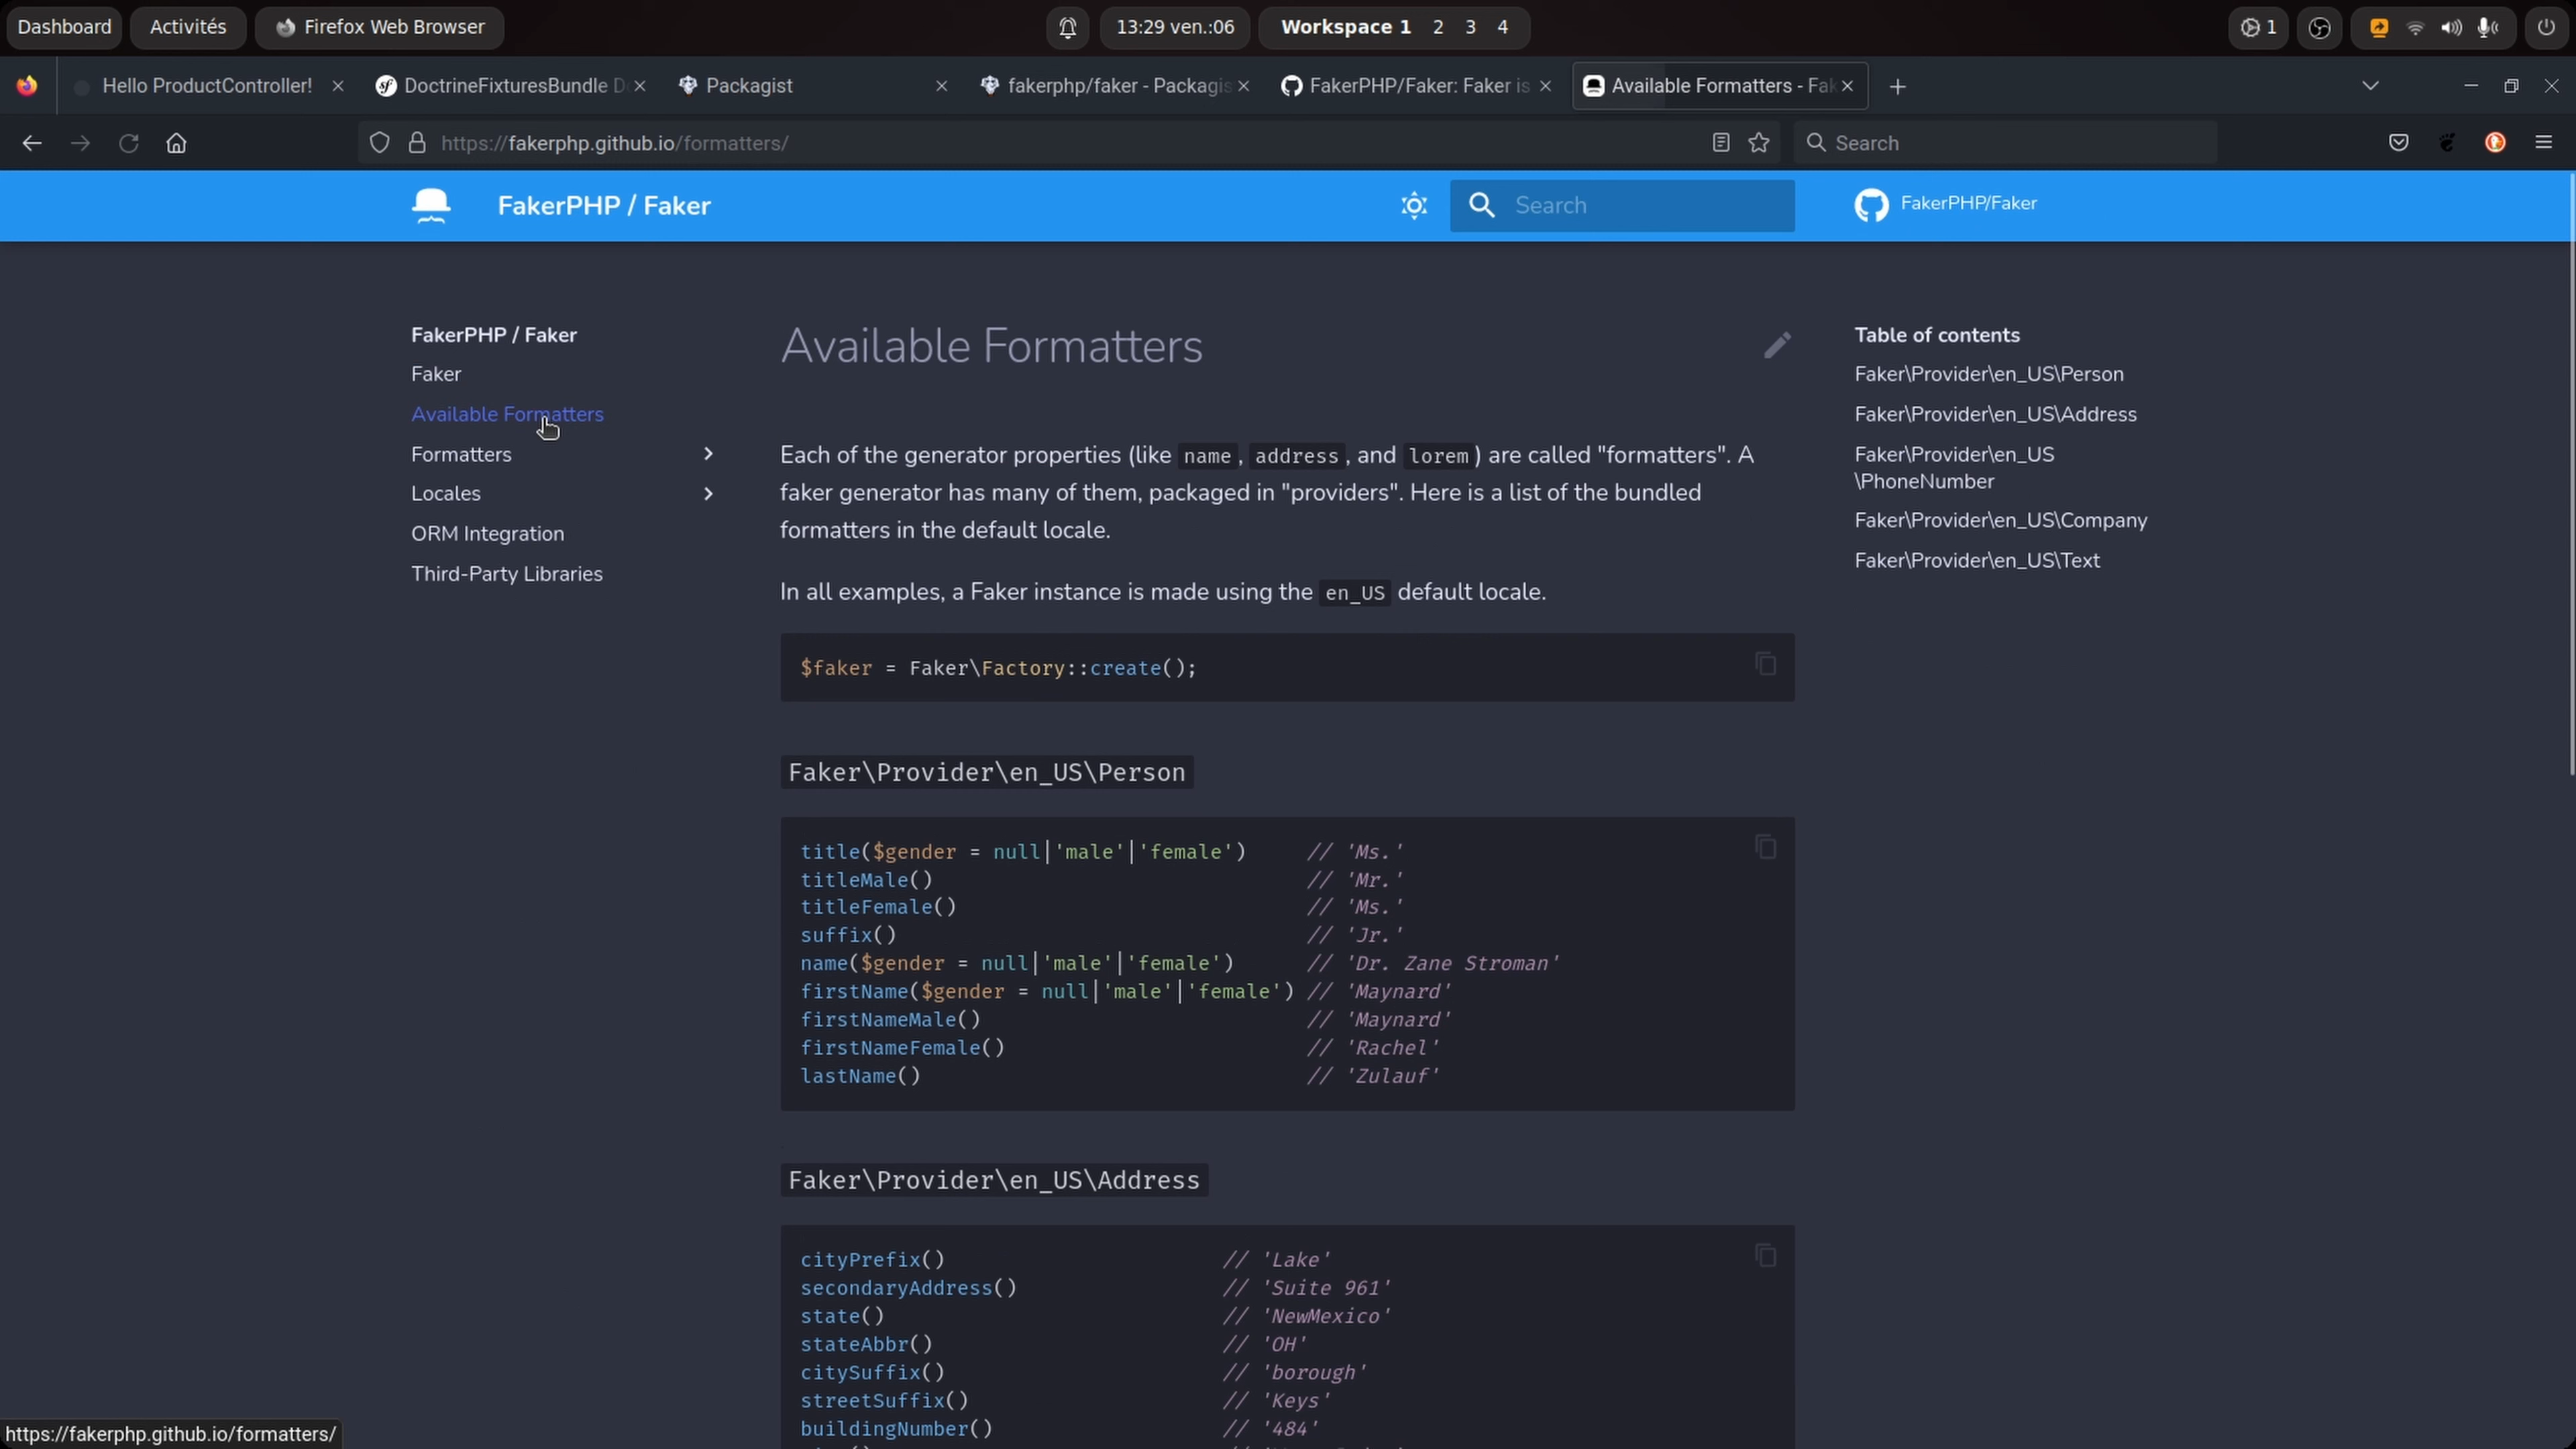 Dashboard
Activités
Firefox Web Browser
13:29 ven.:06
Workspace 1 2 3 4
1
Hello ProductController!
DoctrineFixturesBundle D
Packagist
fakerphp/faker - Packagis
FakerPHP/Faker: Faker is
Available Formatters - Fak
https://fakerphp.github.io/formatters/
Search
FakerPHP / Faker
Search
FakerPHP/Faker
FakerPHP / Faker
Faker
Available Formatters
Formatters
Locales
ORM Integration
Third-Party Libraries
Available Formatters
Each of the generator properties (like name, address, and lorem) are called "formatters". A
faker generator has many of them, packaged in "providers". Here is a list of the bundled
formatters in the default locale.
In all examples, a Faker instance is made using the en_US default locale.
$faker = Faker\Factory::create();
Faker\Provider\en_US\Person
title($gender = null|'male'|'female') // 'Ms.'
titleMale() // 'Mr.'
titleFemale() // 'Ms.'
suffix() // 'Jr.'
name($gender = null|'male'|'female') // 'Dr. Zane Stroman'
firstName($gender = null|'male'|'female') // 'Maynard'
firstNameMale() // 'Maynard'
firstNameFemale() // 'Rachel'
lastName() // 'Zulauf'
Faker\Provider\en_US\Address
cityPrefix() // 'Lake'
secondaryAddress() // 'Suite 961'
state() // 'NewMexico'
stateAbbr() // 'OH'
citySuffix() // 'borough'
streetSuffix() // 'Keys'
buildingNumber() // '484'
Table of contents
Faker\Provider\en_US\Person
Faker\Provider\en_US\Address
Faker\Provider\en_US
\PhoneNumber
Faker\Provider\en_US\Company
Faker\Provider\en_US\Text
https://fakerphp.github.io/formatters/